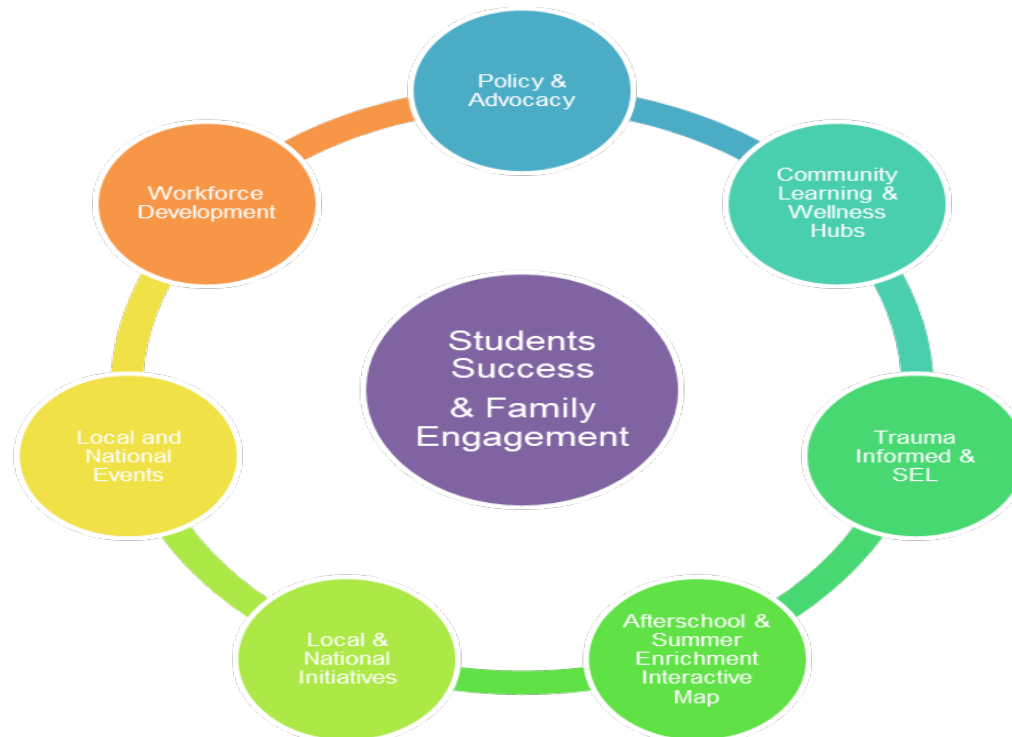 Policy &
Advocacy
Community
Learning &
Wellness
Hubs
Trauma
Informed &
SEL
Afterschool &
Summer
Enrichment
Interactive
Map
Local &
National
Initiatives
Local and
National
Events
Workforce
Development
Students
Success
& Family
Engagement